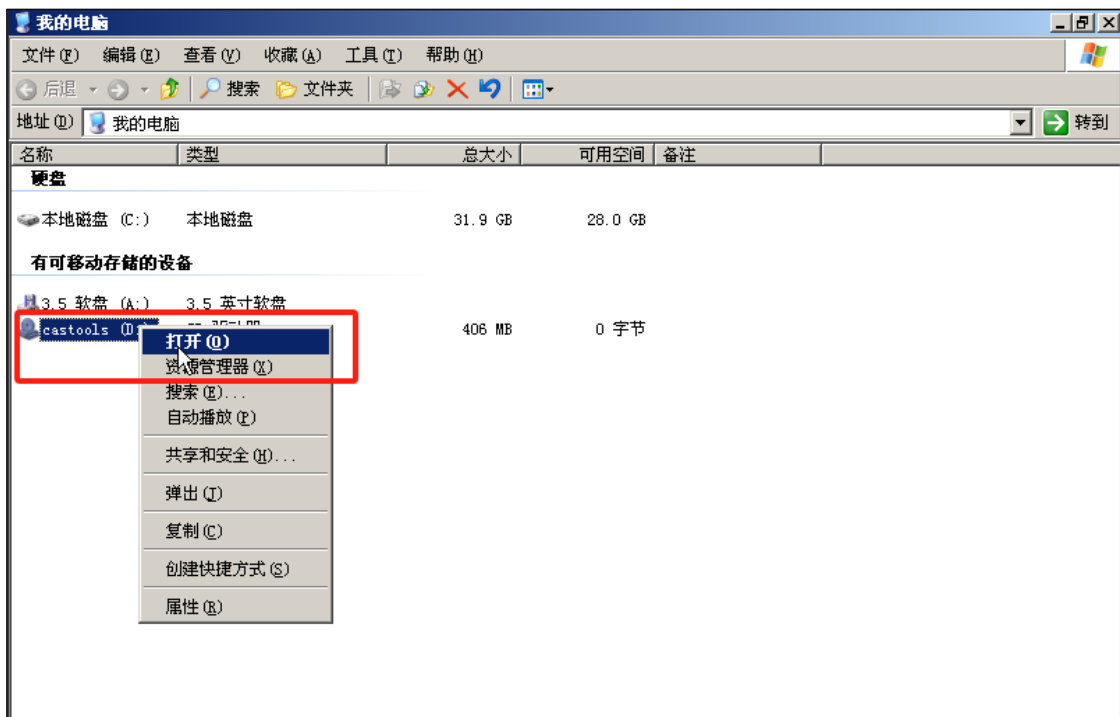 我的电脑
文件(F) 编辑(E) 查看(V) 收藏(A) 工具(T) 帮助(H)
后退 搜索 文件夹
地址(D) 我的电脑 转到
名称 类型 总大小 可用空间 备注
硬盘
本地磁盘 (C:) 本地磁盘 31.9 GB 28.0 GB
有可移动存储的设备
3.5 软盘 (A:) 3.5 英寸软盘
castools (D 406 MB 0 字节
打开(O)
资源管理器(X)
搜索(E)...
自动播放(P)
共享和安全(H)...
弹出(J)
复制(C)
创建快捷方式(S)
属性(R)